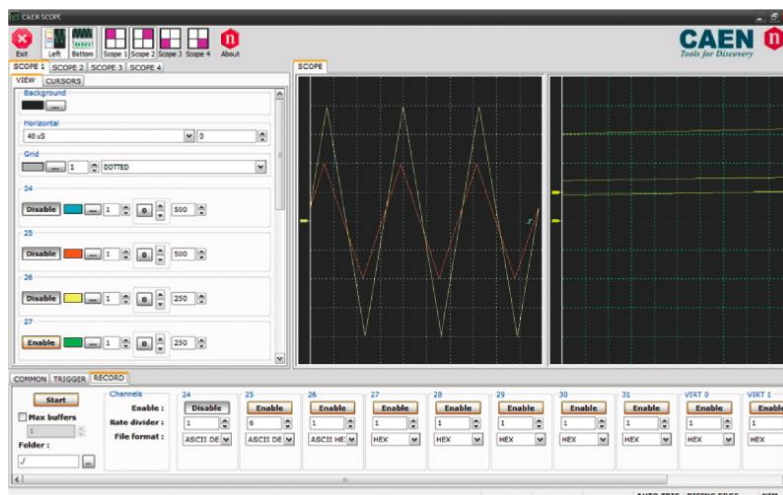 CAEN SCOPE
Exit Left Bottom Scope 1 Scope 2 Scope 3 Scope 4 About
CAEN
Tools for Discovery
SCOPE 1 SCOPE 2 SCOPE 3 SCOPE 4
VIEW CURSORS
Background
...
Horizontal
40 uS 0
Grid
... 1 DOTTED
24
Disable ... 1 0 500
25
Disable ... 1 0 500
26
Disable ... 1 0 250
27
Enable ... 1 0 250
SCOPE
COMMON TRIGGER RECORD
Start
Max buffers
1
Folder :
./ ...
Channels 24 25 26 27 28 29 30 31 VIRT 0 VIRT 1
Enable : Disable Enable Enable Enable Enable Enable Enable Enable Enable Enable
Rate divider : 1 6 1 1 1 1 1 1 1 1
File format : ASCII DE ASCII DE ASCII HE HEX HEX HEX HEX HEX HEX HEX
AUTO TRIG RISING EDGE